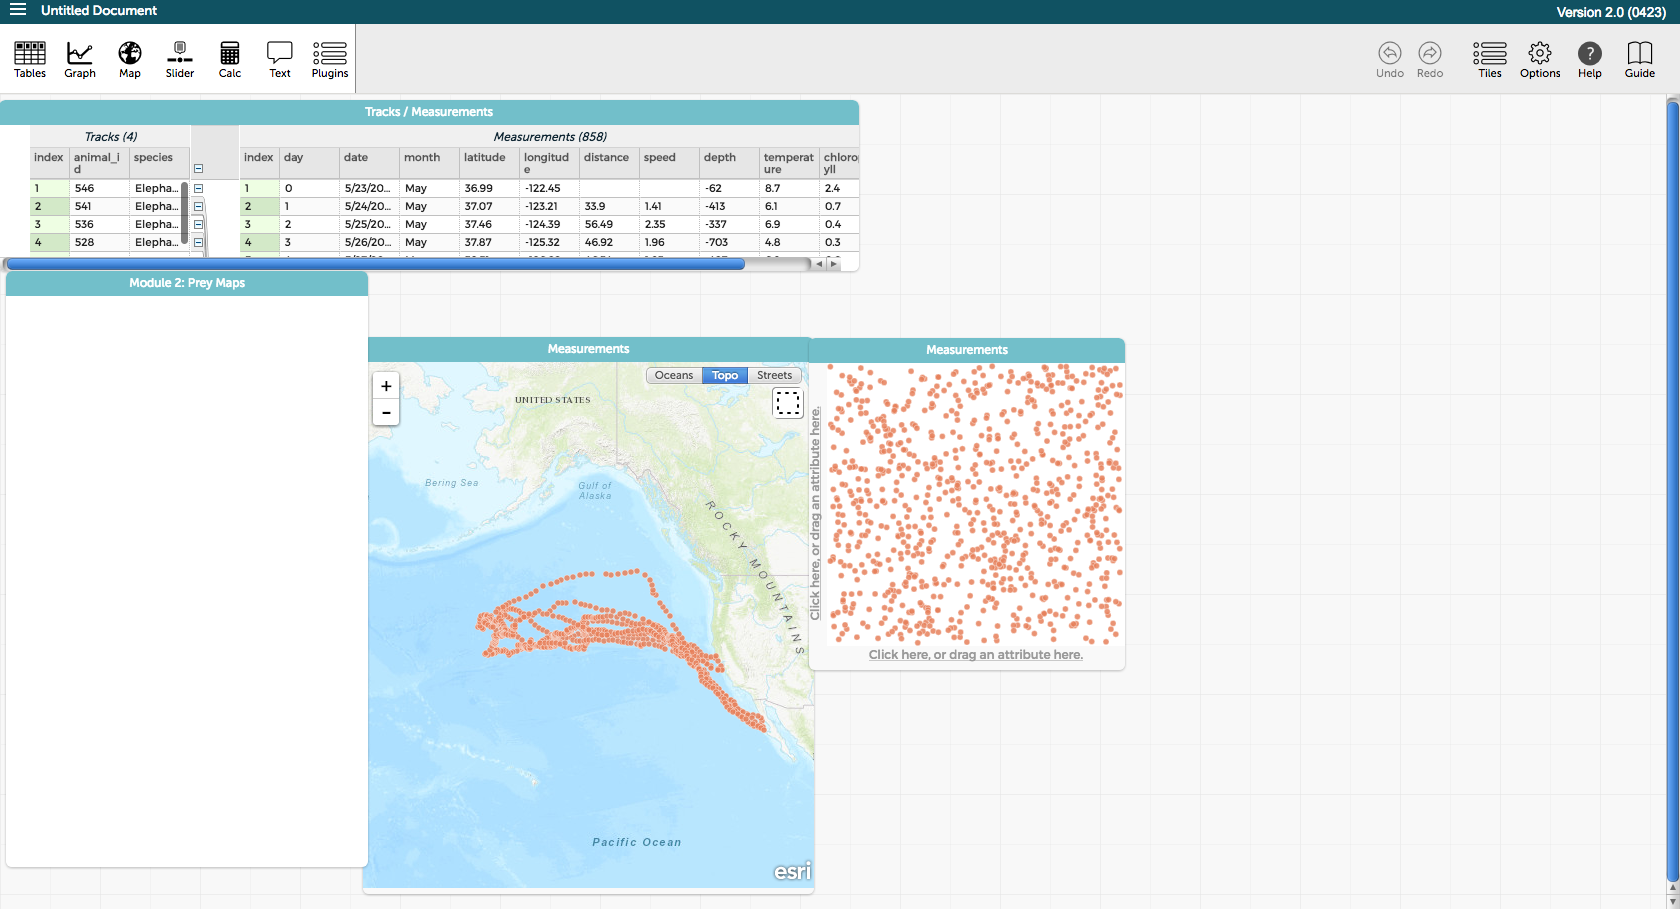 Untitled Document
Version 2.0 (0423)
Tables Graph Map Slider Calc Text Plugins
Undo Redo Tiles Options Help Guide
Tracks / Measurements
Tracks (4) Measurements (858)
index animal_i species index day date month latitude longitud distance speed depth temperat chloro
d e ure yll
1 546 Elepha... 1 0 5/23/20... May 36.99 -122.45 -62 8.7 2.4
2 541 Elepha... 2 1 5/24/20... May 37.07 -123.21 33.9 1.41 -413 6.1 0.7
3 536 Elepha... 3 2 5/25/20... May 37.46 -124.39 56.49 2.35 -337 6.9 0.4
4 528 Elepha... 4 3 5/26/20... May 37.87 -125.32 46.92 1.96 -703 4.8 0.3
Module 2: Prey Maps
Measurements
Oceans Topo Streets
+
-
UNITED STATES
Bering Sea
Gulf of
Alaska
ROCKY MOUNTAINS
Pacific Ocean
esri
Measurements
Click here, or drag an attribute here.
Click here, or drag an attribute here.